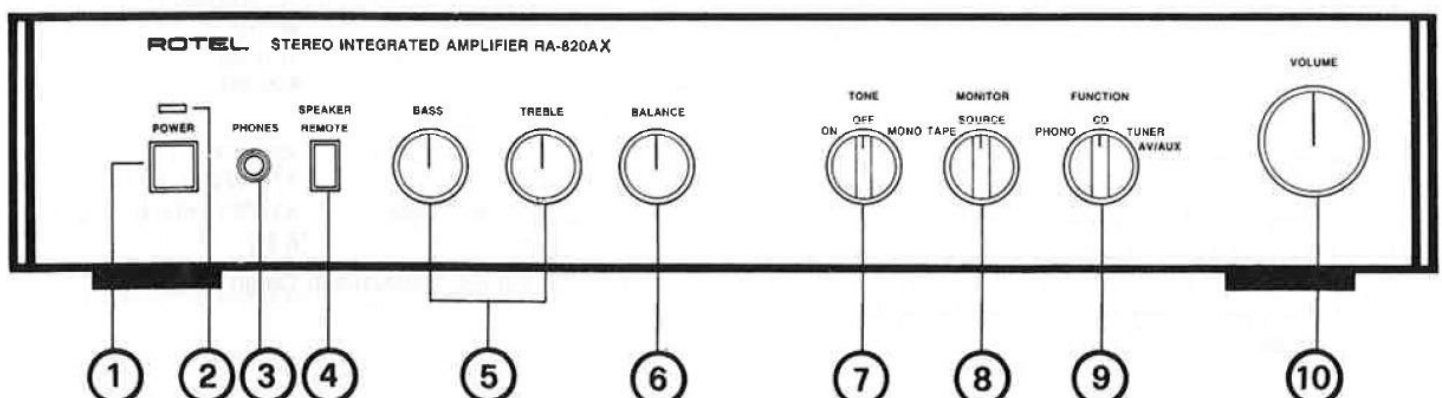 ROTEL STEREO INTEGRATED AMPLIFIER RA-820AX
VOLUME
TONE MONITOR FUNCTION
SPEAKER
POWER PHONES REMOTE BASS TREBLE BALANCE
OFF SOURCE CD
ON MONO TAPE PHONO TUNER
AV/AUX
1 2 3 4 5 6 7 8 9 10